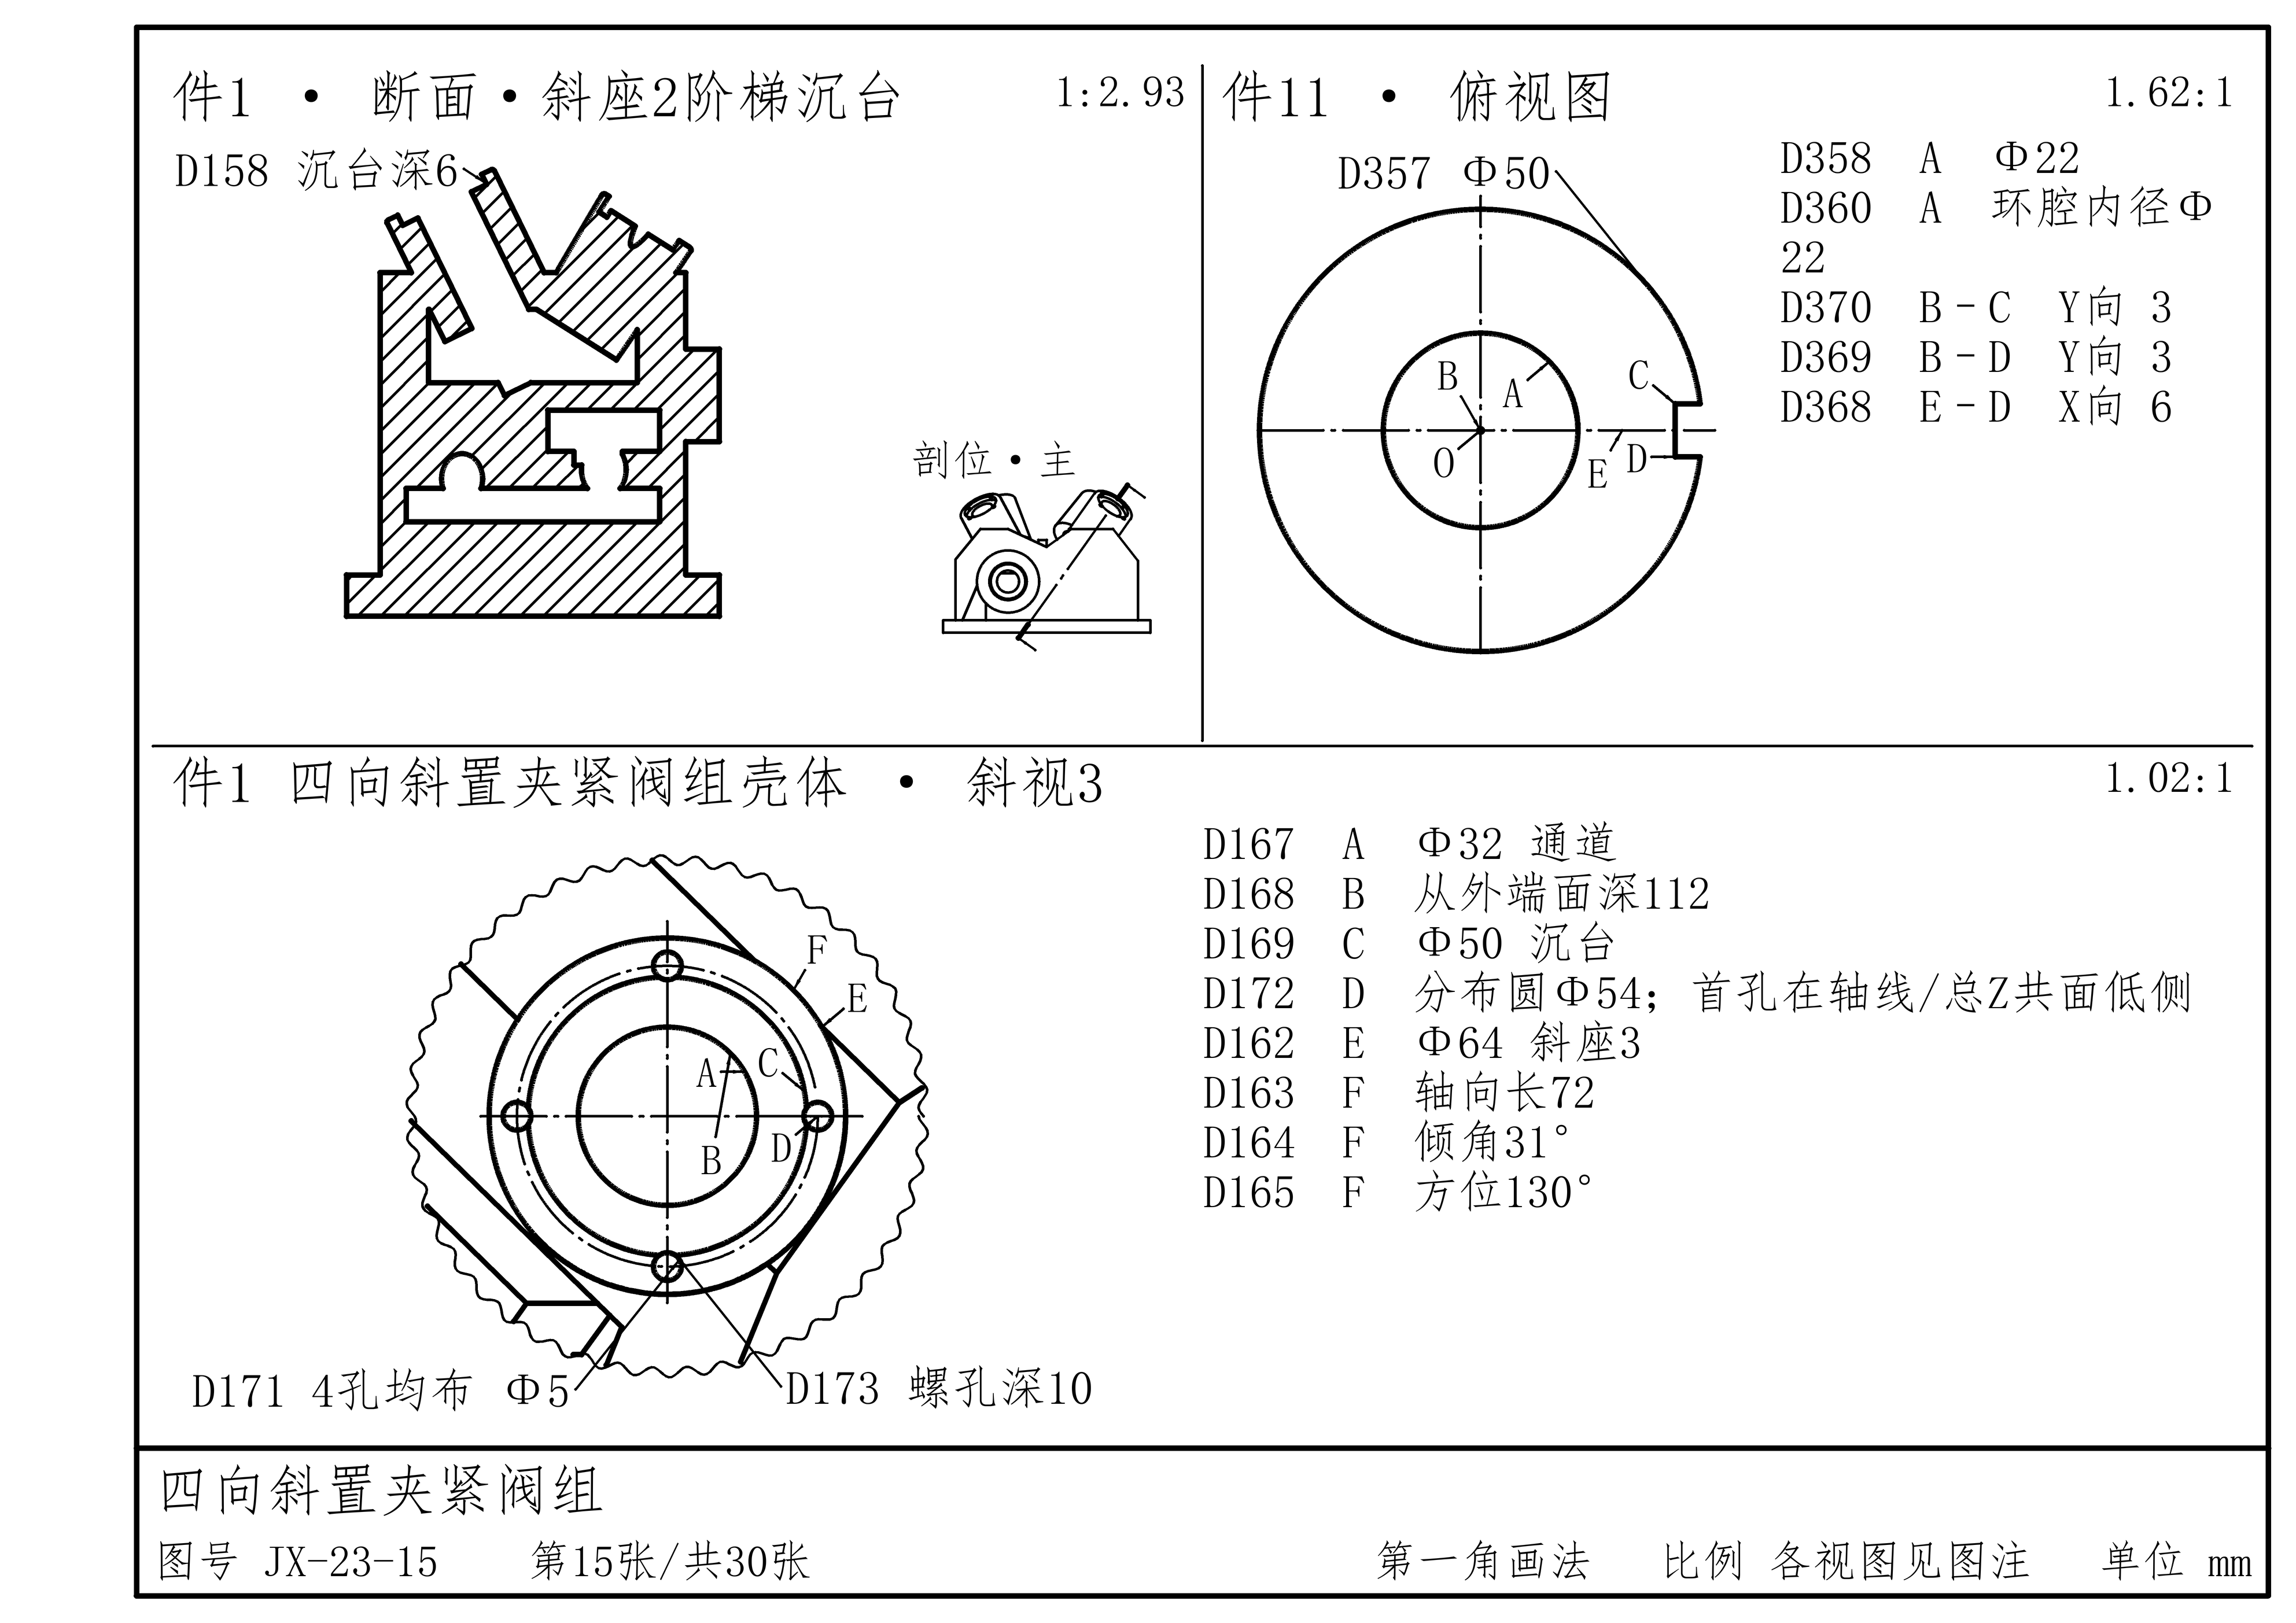 件1 • 断面•斜座2阶梯沉台 1:2.93
D158 沉台深6
剖位•主
件11 • 俯视图 1.62:1
D357 Φ50
D358 A Φ22
D360 A 环腔内径Φ
22
D370 B-C Y向 3
D369 B-D Y向 3
D368 E-D X向 6
B
A
C
O
E
D
件1 四向斜置夹紧阀组壳体 • 斜视3 1.02:1
D167 A Φ32 通道
D168 B 从外端面深112
D169 C Φ50 沉台
D172 D 分布圆Φ54；首孔在轴线/总Z共面低侧
D162 E Φ64 斜座3
D163 F 轴向长72
D164 F 倾角31°
D165 F 方位130°
F
E
A
C
B
D
D171 4孔均布 Φ5
D173 螺孔深10
四向斜置夹紧阀组
图号 JX-23-15 第15张/共30张 第一角画法 比例 各视图见图注 单位 mm